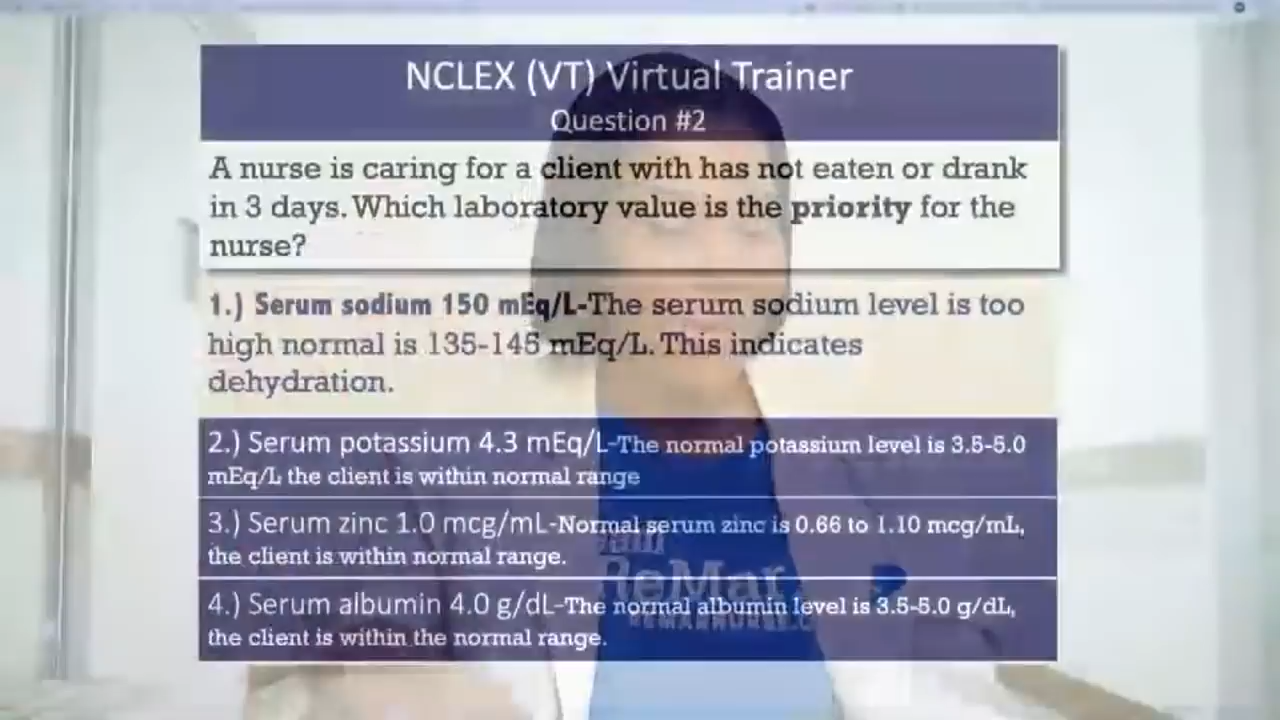 NCLEX (VT) Virtual Trainer
Question #2
A nurse is caring for a client with has not eaten or drank
in 3 days. Which laboratory value is the priority for the
nurse?
1.) Serum sodium 150 mEq/L-The serum sodium level is too
high normal is 135-145 mEq/L. This indicates
dehydration.
2.) Serum potassium 4.3 mEq/L-The normal potassium level is 3.5-5.0
mEq/L the client is within normal range
3.) Serum zinc 1.0 mcg/mL-Normal serum zinc is 0.66 to 1.10 mcg/mL,
the client is within normal range.
4.) Serum albumin 4.0 g/dL-The normal albumin level is 3.5-5.0 g/dL,
the client is within the normal range.
ReMar